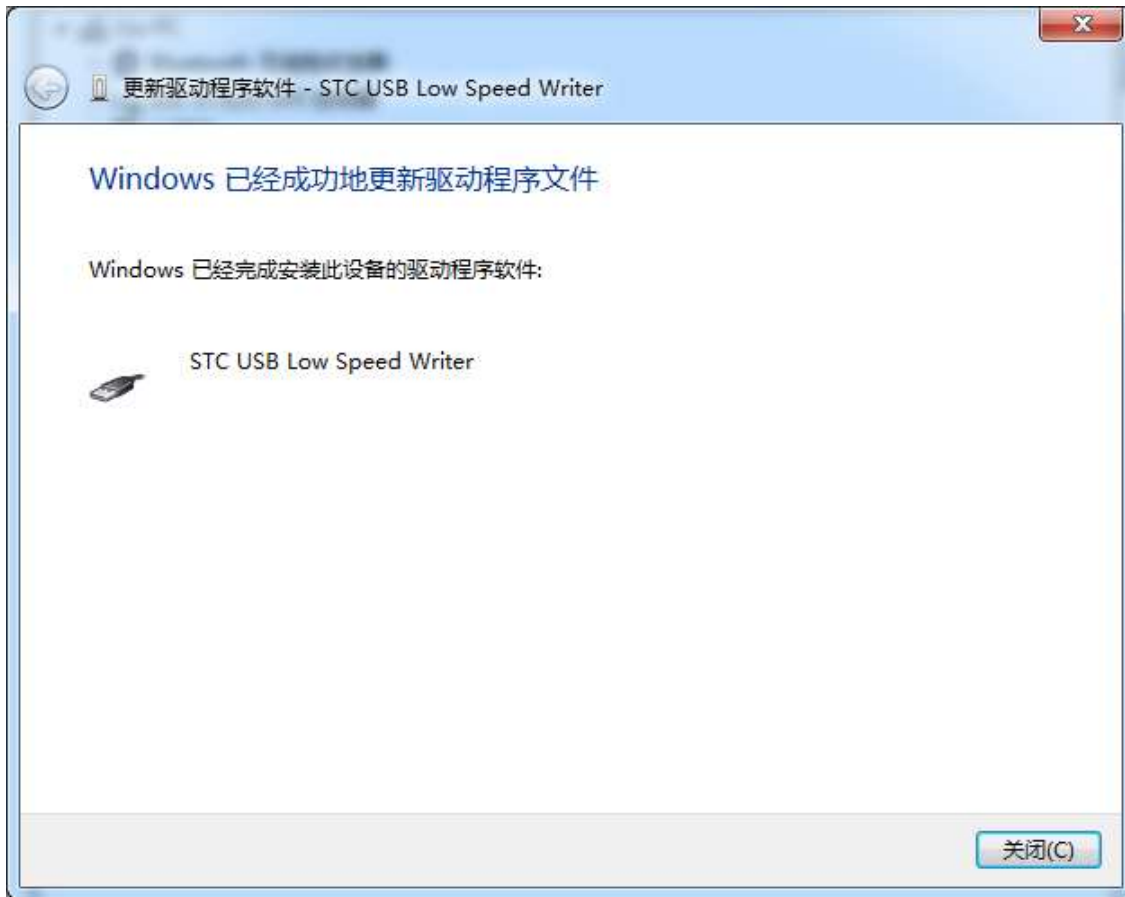 更新驱动程序软件 - STC USB Low Speed Writer
Windows 已经成功地更新驱动程序文件
Windows 已经完成安装此设备的驱动程序软件:
STC USB Low Speed Writer
关闭(C)